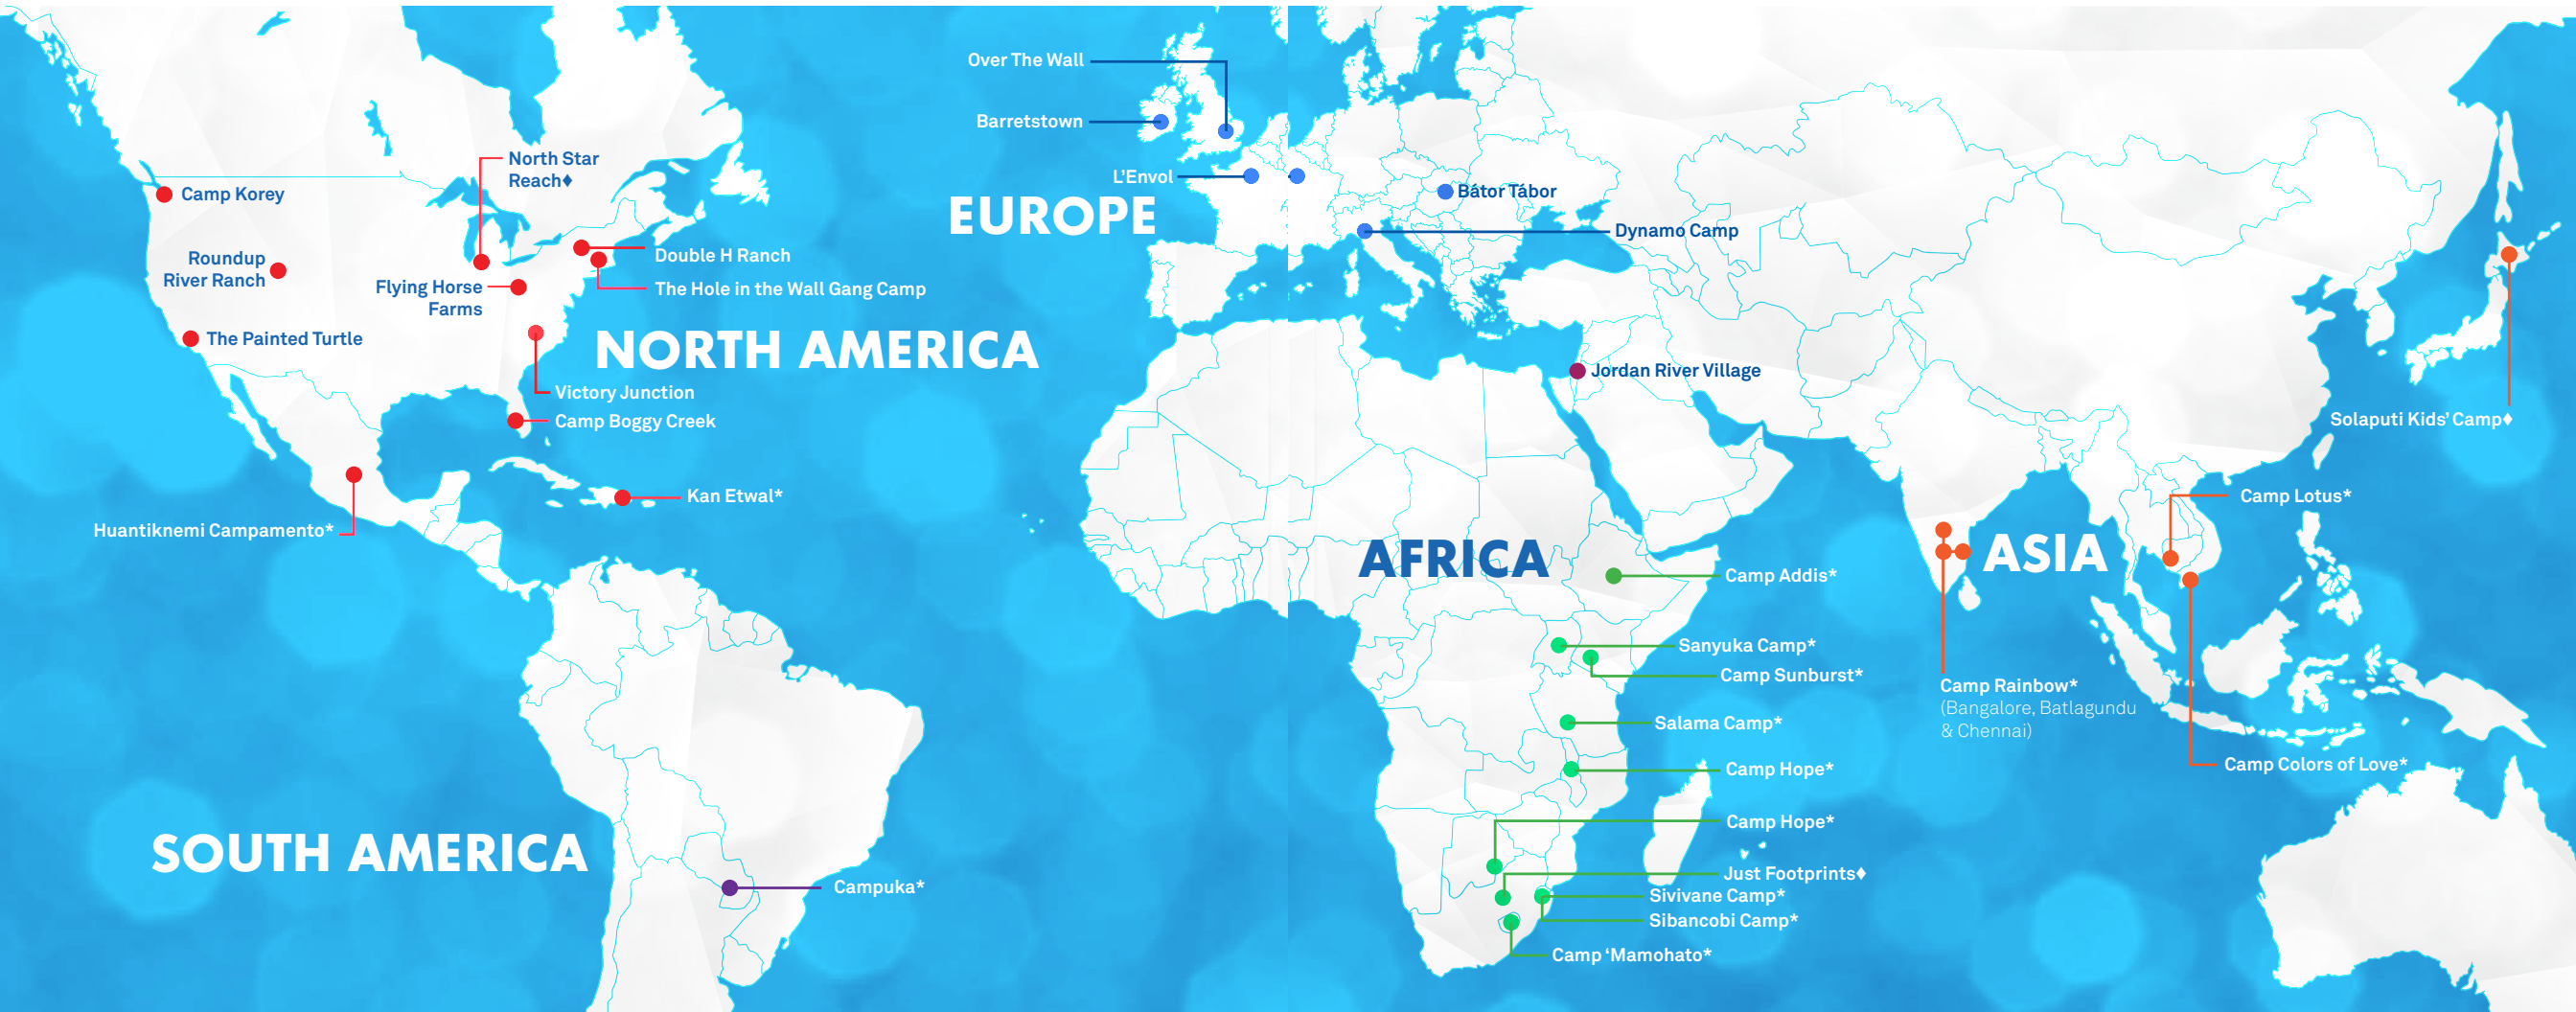 Over The Wall
Barretstown
L'Envol
EUROPE
Bátor Tábor
Dynamo Camp
North Star
Reach♦
Camp Korey
Roundup
River Ranch
Double H Ranch
Flying Horse
Farms
The Hole in the Wall Gang Camp
The Painted Turtle
NORTH AMERICA
Victory Junction
Camp Boggy Creek
Kan Etwal*
Huantiknemi Campamento*
Jordan River Village
Solaputi Kids' Camp♦
Camp Lotus*
AFRICA
ASIA
Camp Addis*
Sanyuka Camp*
Camp Sunburst*
Camp Rainbow*
(Bangalore, Batlagundu
& Chennai)
Salama Camp*
Camp Hope*
Camp Colors of Love*
Camp Hope*
SOUTH AMERICA
Campuka*
Just Footprints♦
Sivivane Camp*
Sibancobi Camp*
Camp ‘Mamohato*